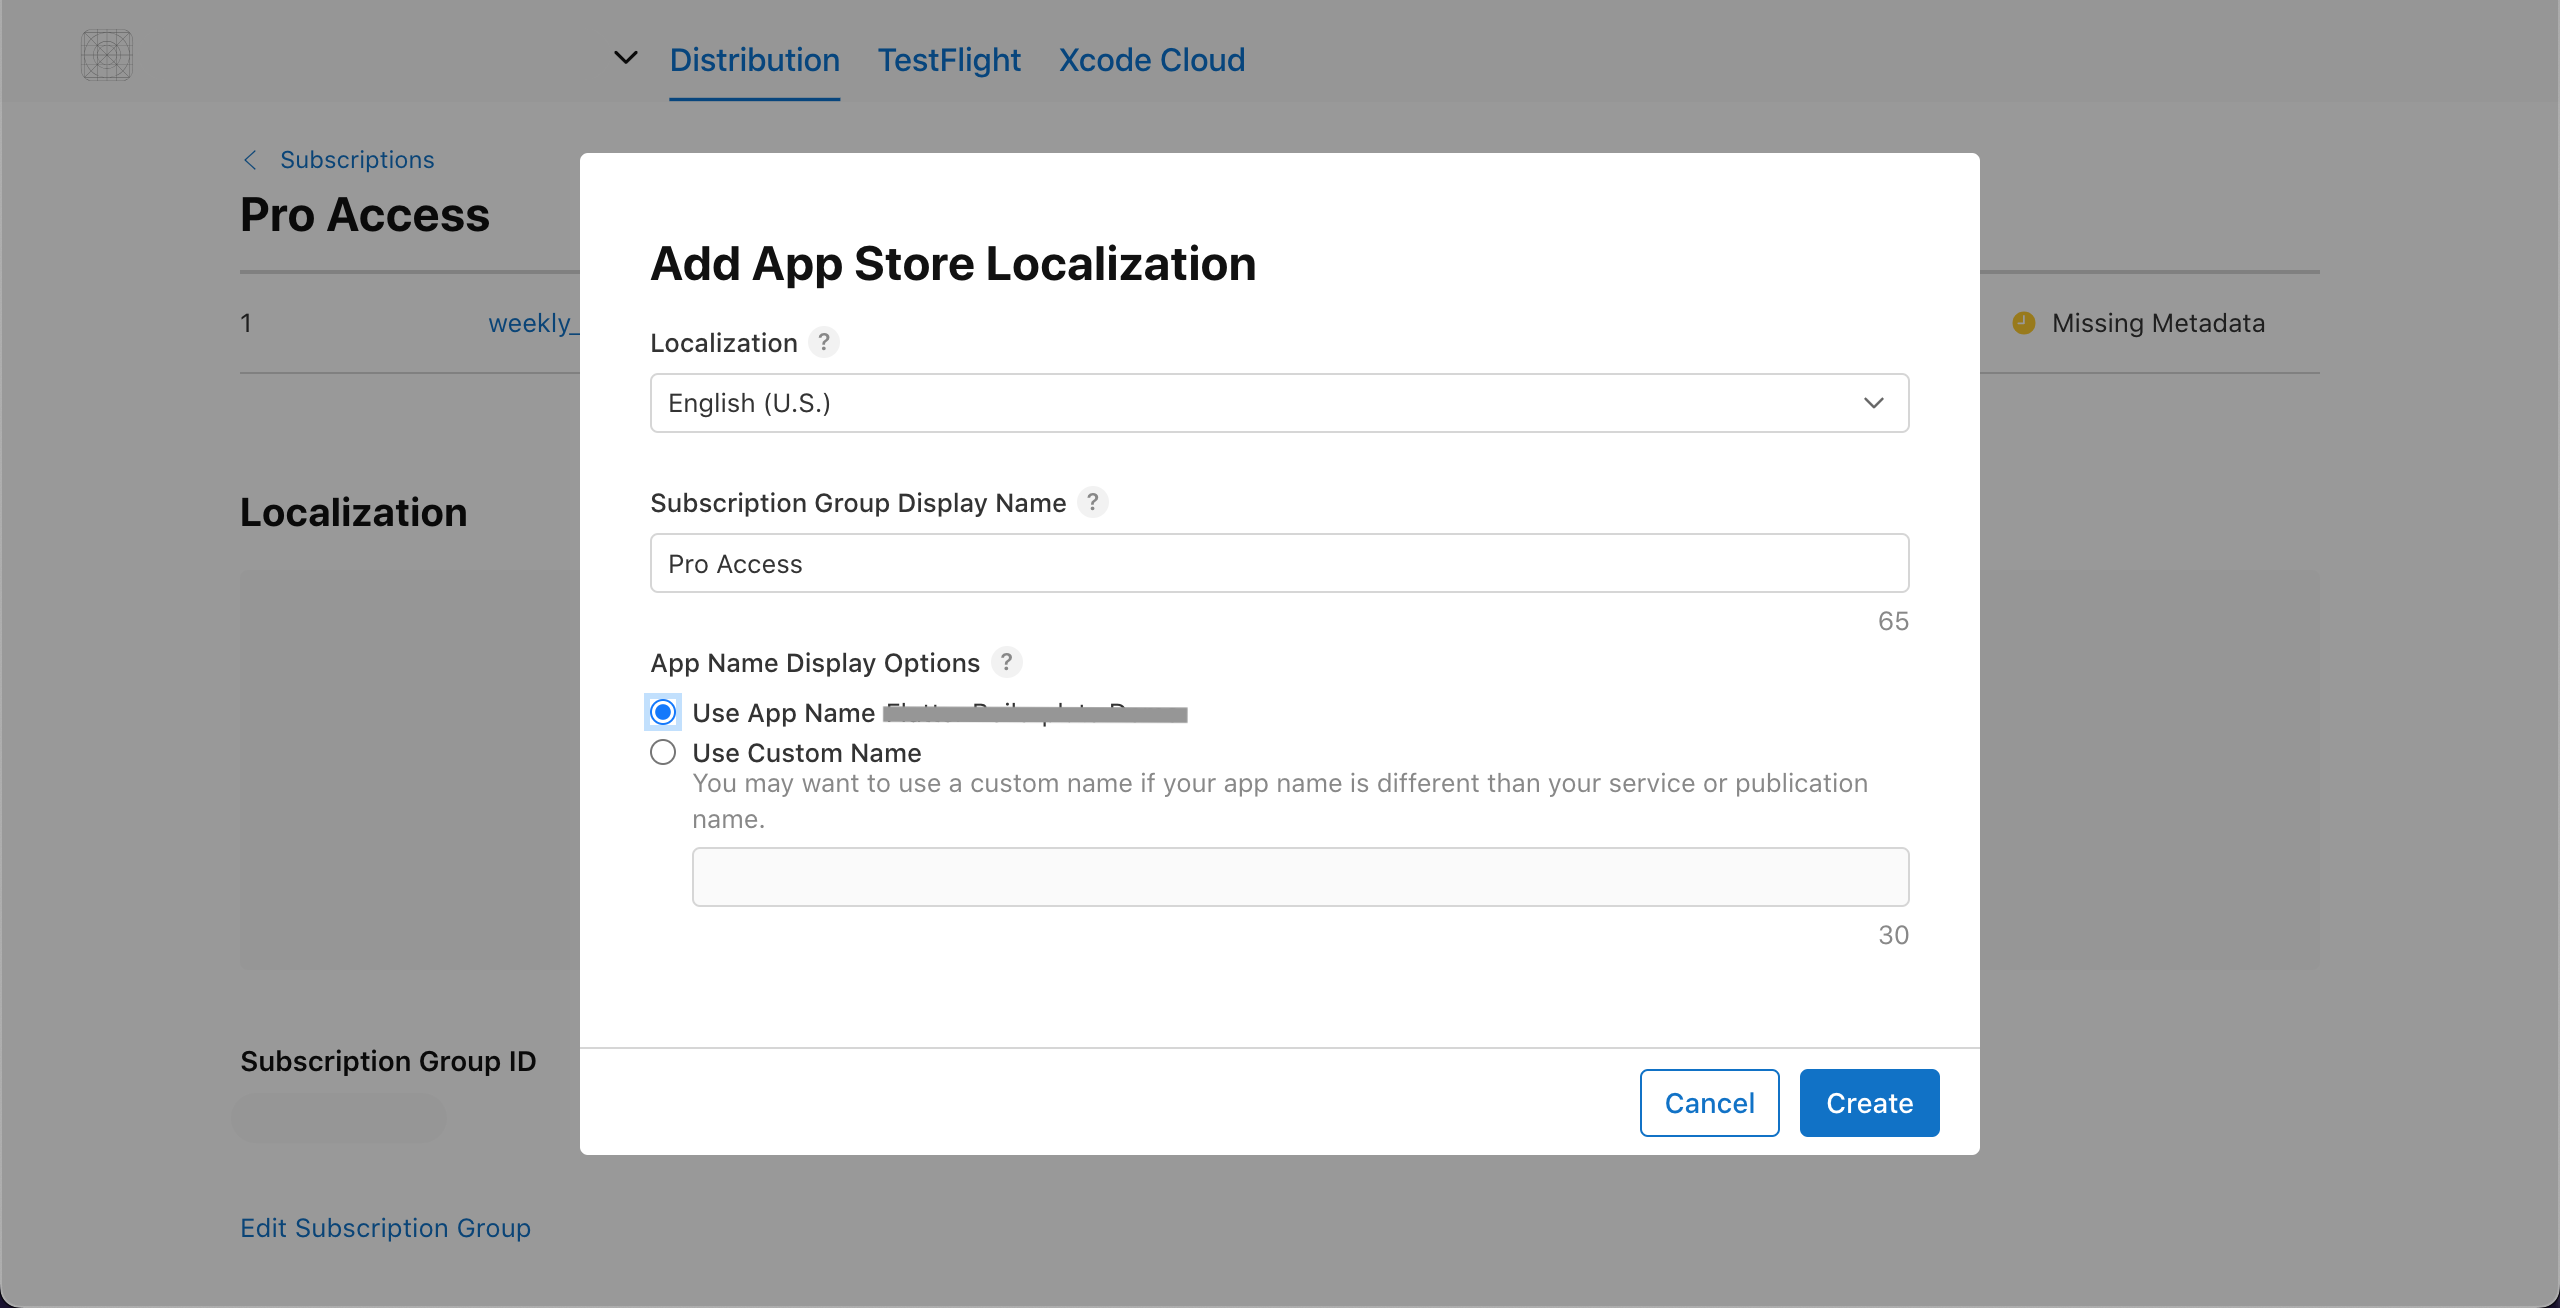 Distribution TestFlight Xcode Cloud
Subscriptions
Pro Access
1 weekly_ Missing Metadata
Localization
Subscription Group ID
Edit Subscription Group
Add App Store Localization
Localization ?
English (U.S.)
Subscription Group Display Name ?
Pro Access
65
App Name Display Options ?
Use App Name
Use Custom Name
You may want to use a custom name if your app name is different than your service or publication
name.
30
Cancel Create